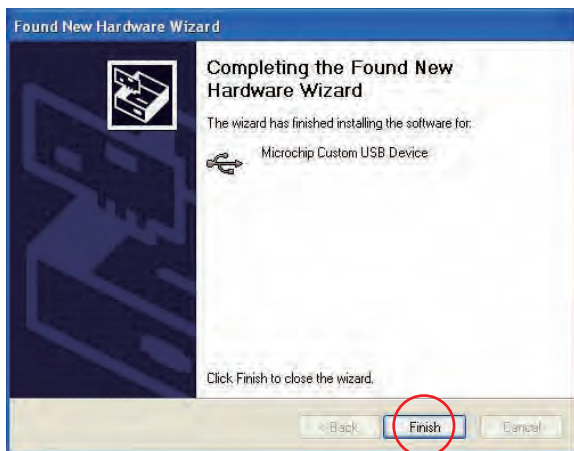 Found New Hardware Wizard
Completing the Found New
Hardware Wizard
The wizard has finished installing the software for:
Microchip Custom USB Device
Click Finish to close the wizard.
< Back
Finish
Cancel